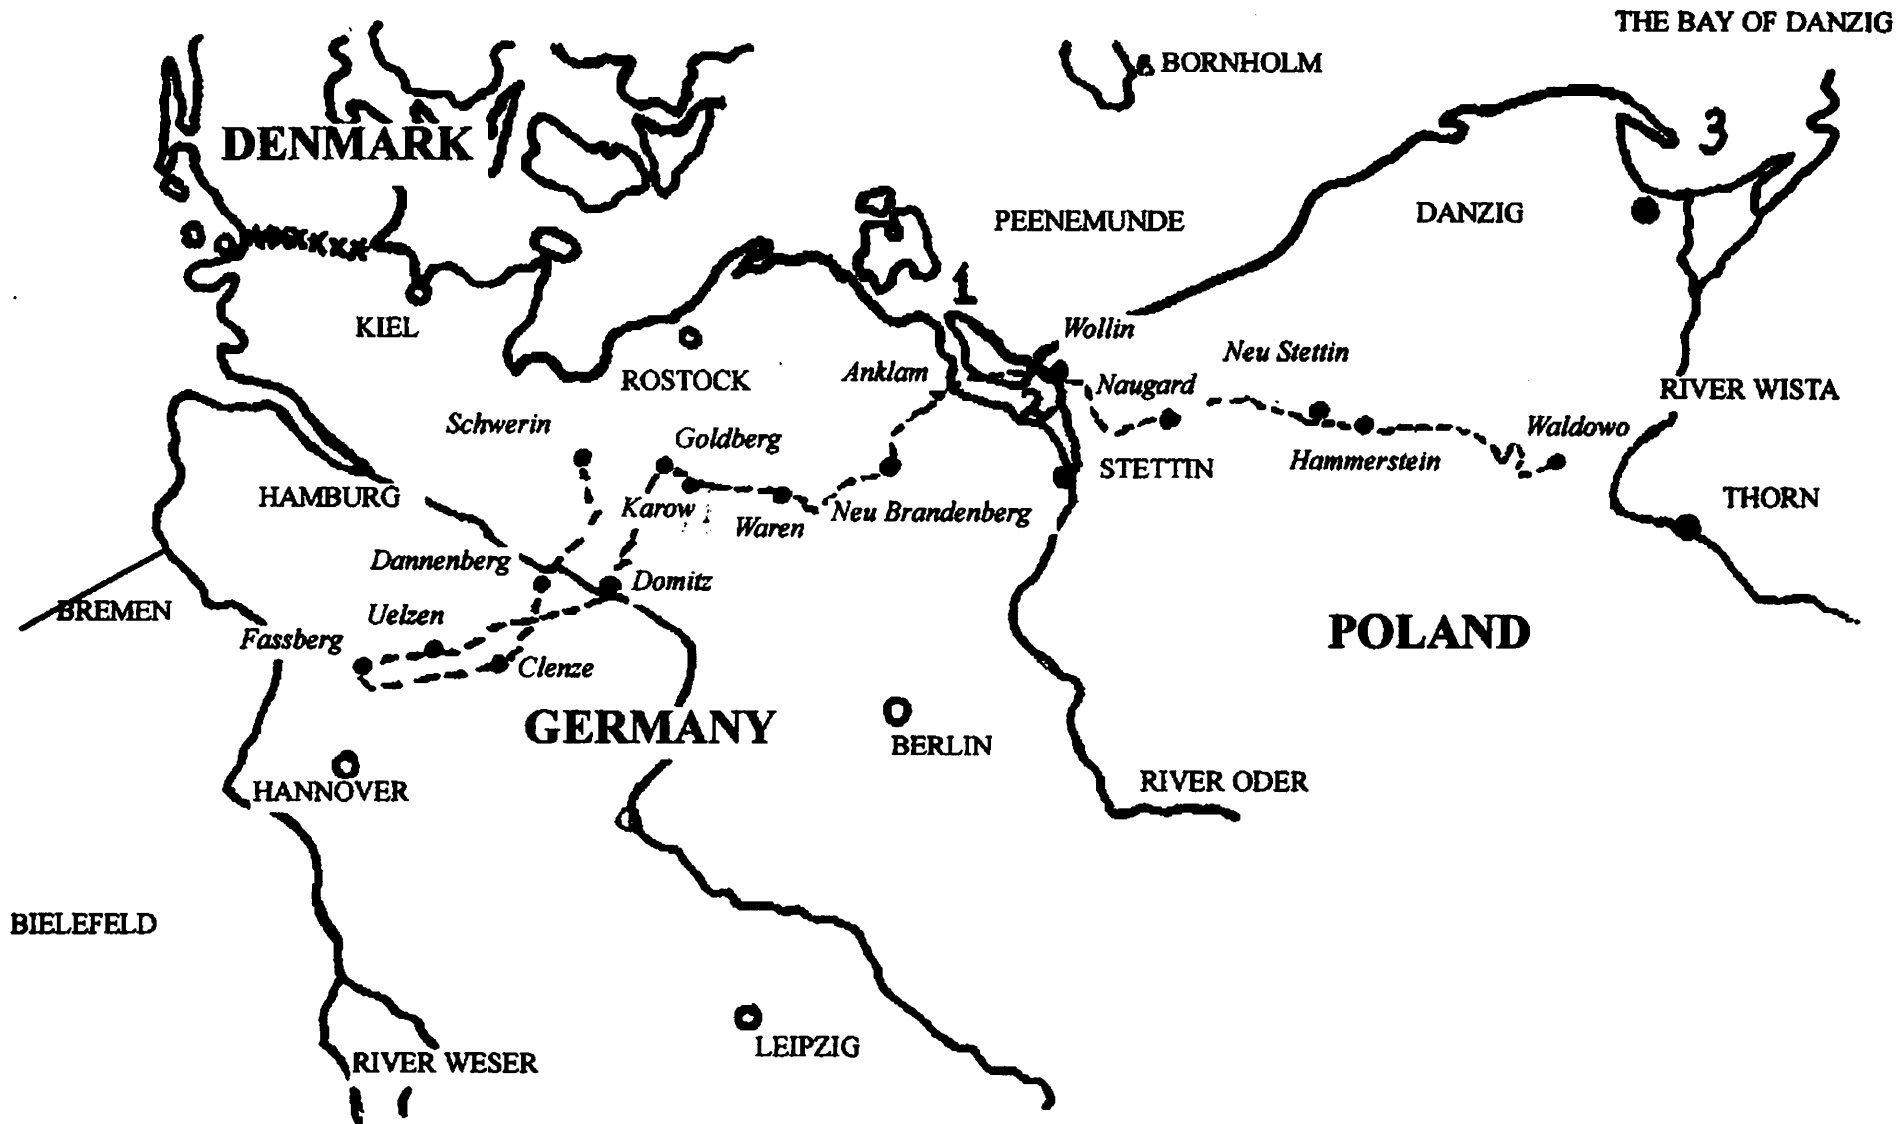 THE BAY OF DANZIG
BORNHOLM
3
DENMARK
DANZIG
PEENEMUNDE
1
KIEL
Wollin
Neu Stettin
ROSTOCK
Anklam
Naugard
RIVER WISTA
2
Schwerin
Goldberg
Waldowo
STETTIN
Hammerstein
HAMBURG
THORN
Karow
Waren
Neu Brandenberg
Dannenberg
Domitz
BREMEN
Uelzen
Fassberg
POLAND
Clenze
GERMANY
BERLIN
RIVER ODER
HANNOVER
BIELEFELD
LEIPZIG
RIVER WESER